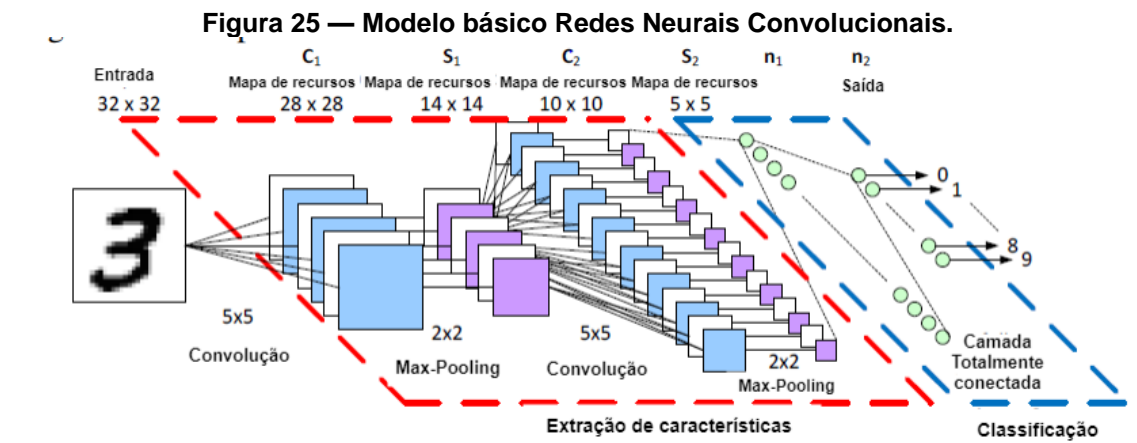 Figura 25 — Modelo básico Redes Neurais Convolucionais.
C₁ S₁ C₂ S₂ n₁ n₂
Entrada Mapa de recursos Mapa de recursos Mapa de recursos Mapa de recursos Saída
32 x 32 28 x 28 14 x 14 10 x 10 5 x 5
0
1
8
9
5x5
Convolução
2x2
Max-Pooling
5x5
Convolução
2x2
Max-Pooling
Camada
Totalmente
conectada
Extração de características
Classificação